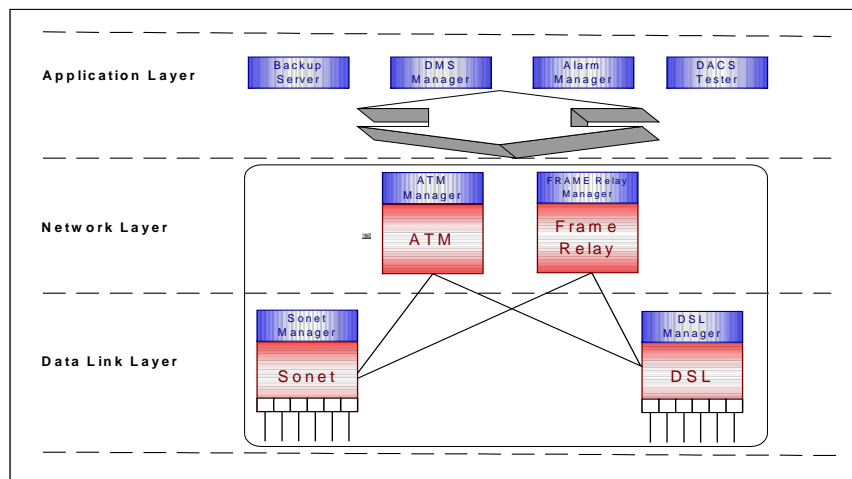 Application Layer
Backup
Server
DMS
Manager
Alarm
Manager
DACS
Tester
Network Layer
ATM
Manager
ATM
FRAME Relay
Manager
Frame
Relay
Data Link Layer
Sonet
Manager
Sonet
DSL
Manager
DSL